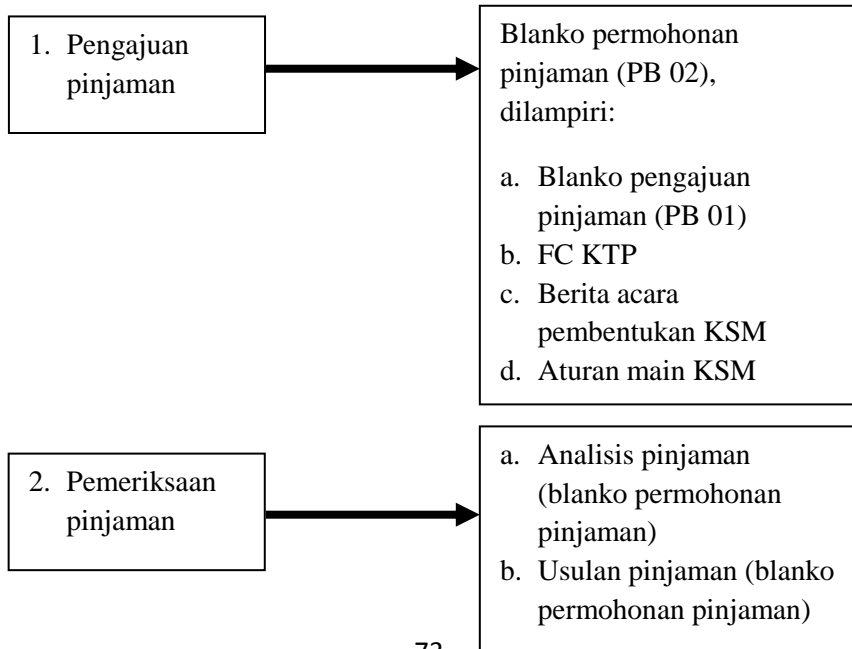 1. Pengajuan
pinjaman
Blanko permohonan
pinjaman (PB 02),
dilampiri:
a. Blanko pengajuan
pinjaman (PB 01)
b. FC KTP
c. Berita acara
pembentukan KSM
d. Aturan main KSM
2. Pemeriksaan
pinjaman
a. Analisis pinjaman
(blanko permohonan
pinjaman)
b. Usulan pinjaman (blanko
permohonan pinjaman)